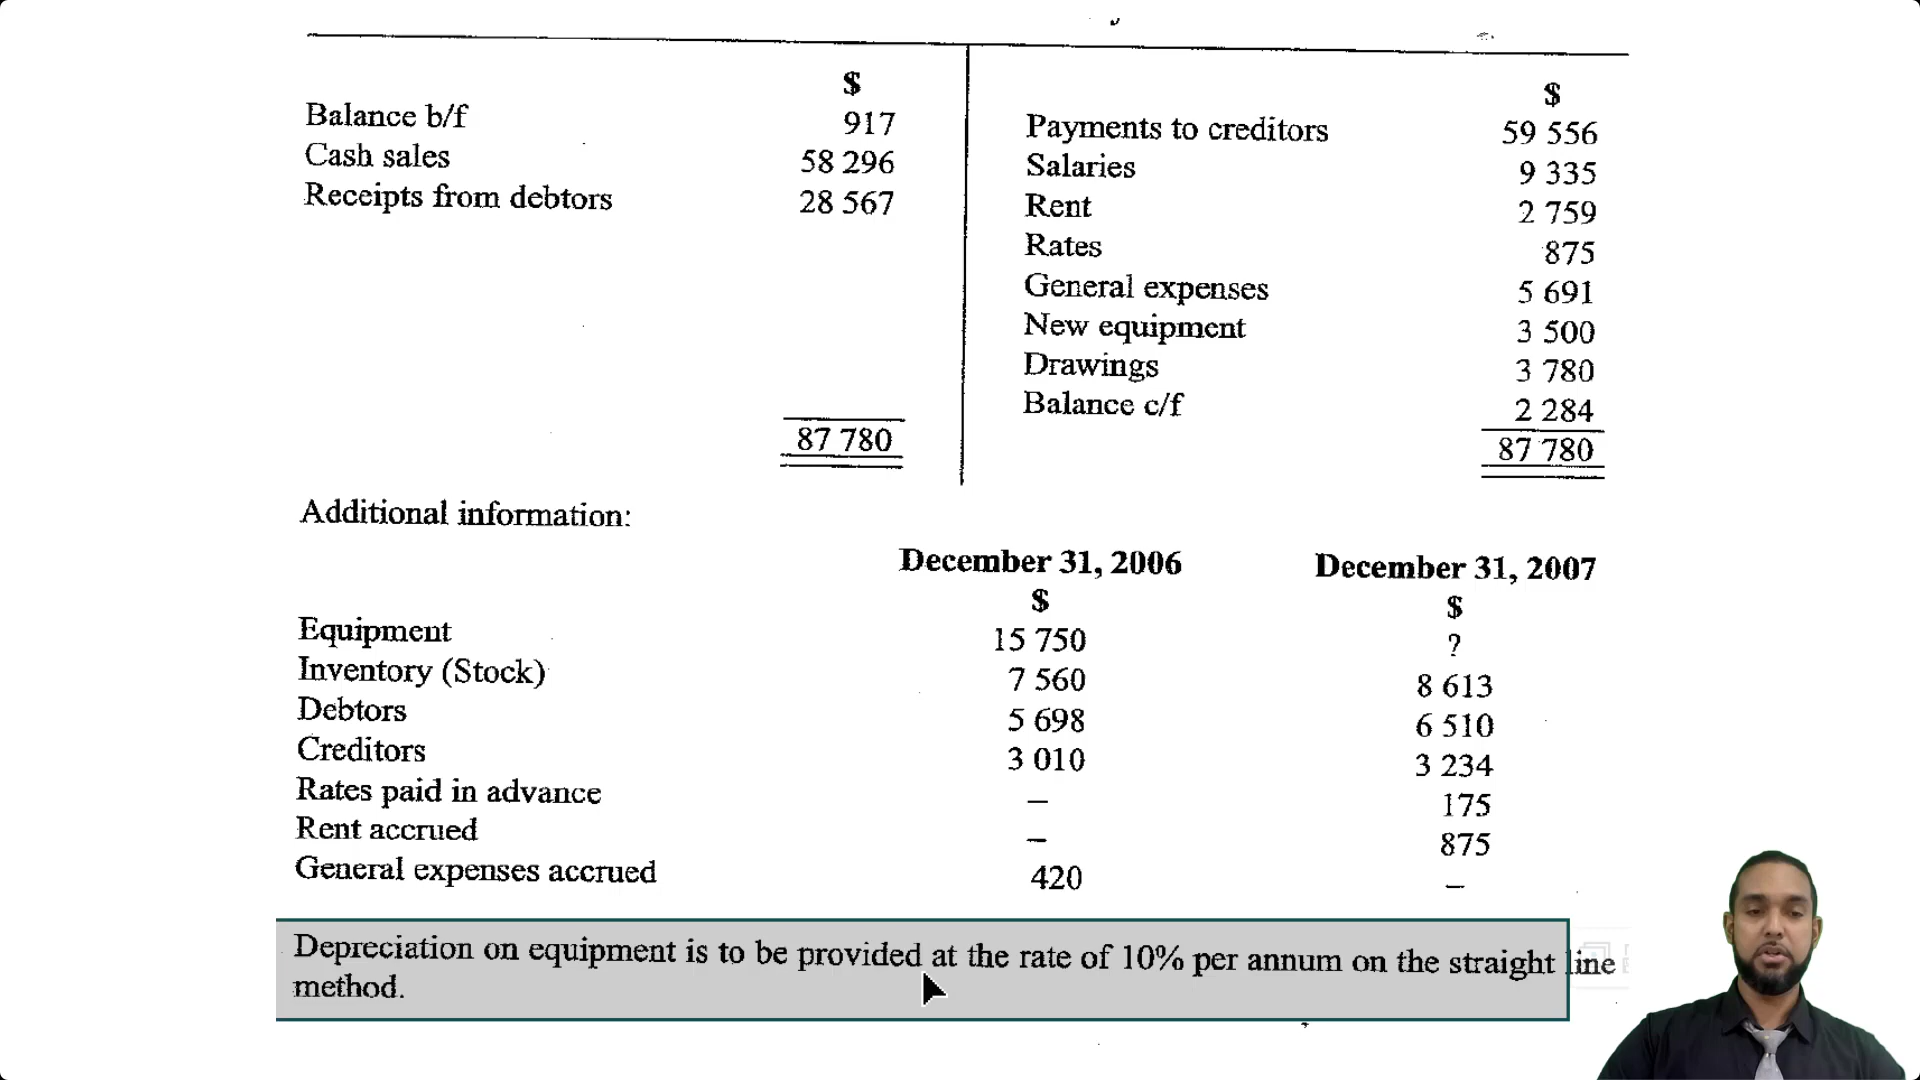 $
Balance b/f 917
Cash sales 58 296
Receipts from debtors 28 567
87 780
$
Payments to creditors 59 556
Salaries 9 335
Rent 2 759
Rates 875
General expenses 5 691
New equipment 3 500
Drawings 3 780
Balance c/f 2 284
87 780
Additional information:
December 31, 2006 December 31, 2007
$ $
Equipment 15 750 ?
Inventory (Stock) 7 560 8 613
Debtors 5 698 6 510
Creditors 3 010 3 234
Rates paid in advance – 175
Rent accrued – 875
General expenses accrued 420 –
Depreciation on equipment is to be provided at the rate of 10% per annum on the straight line
method.